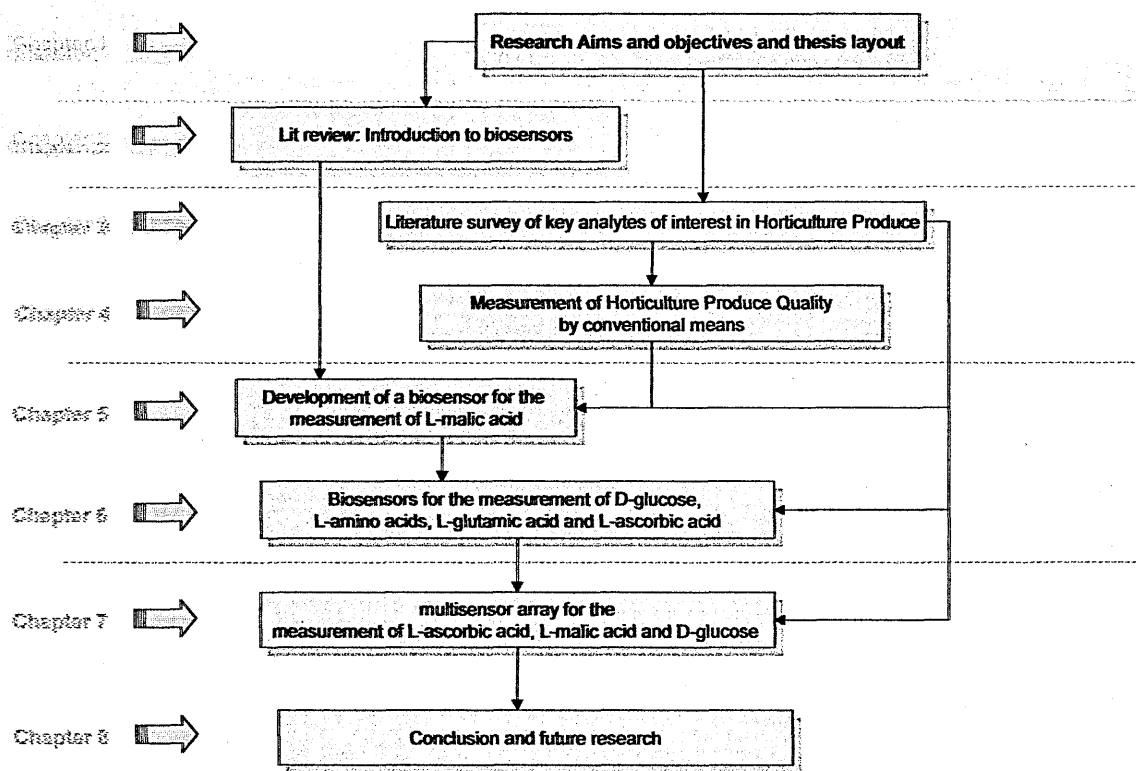 Chapter 1
Research Aims and objectives and thesis layout
Chapter 2
Lit review: Introduction to biosensors
Chapter 3
Literature survey of key analytes of interest in Horticulture Produce
Chapter 4
Measurement of Horticulture Produce Quality
by conventional means
Chapter 5
Development of a biosensor for the
measurement of L-malic acid
Chapter 6
Biosensors for the measurement of D-glucose,
L-amino acids, L-glutamic acid and L-ascorbic acid
Chapter 7
multisensor array for the
measurement of L-ascorbic acid, L-malic acid and D-glucose
Chapter 8
Conclusion and future research